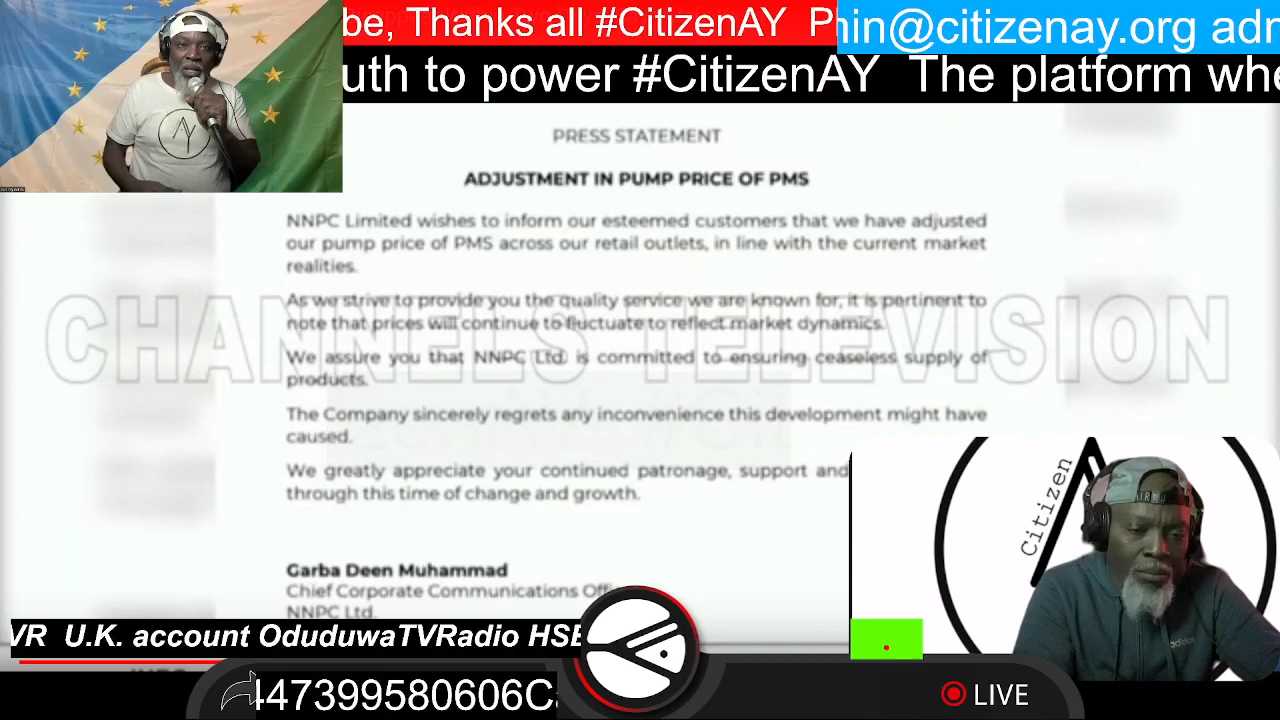 be, Thanks all #CitizenAY
min@citizenay.org
uth to power #CitizenAY The platform
PRESS STATEMENT
ADJUSTMENT IN PUMP PRICE OF PMS
NNPC Limited wishes to inform our esteemed customers that we have adjusted
our pump price of PMS across our retail outlets, in line with the current market
realities.
As we strive to provide you the quality service we are known for, it is pertinent to
note that prices will continue to fluctuate to reflect market dynamics.
CHANNELS TELEVISION
We assure you that NNPC Ltd. is committed to ensuring ceaseless supply of
products.
The Company sincerely regrets any inconvenience this development might have
caused.
We greatly appreciate your continued patronage, support and
through this time of change and growth.
Garba Deen Muhammad
Chief Corporate Communications
NNPC Ltd.
Citizen
AY
adidas
VR U.K. account OduduwaTVRadio
447399580606C
LIVE